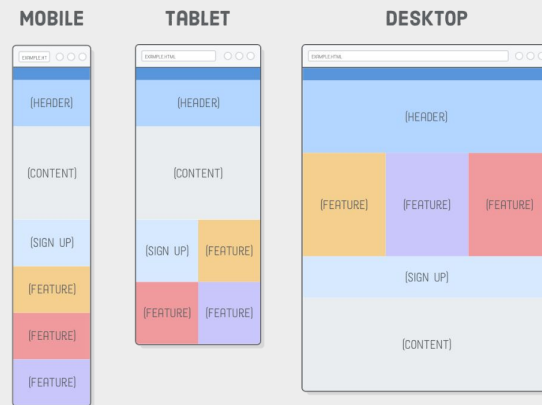 MOBILE
TABLET
DESKTOP
EXAMPLE.HT
EXAMPLE.HTML
EXAMPLE.HTML
(HEADER)
(CONTENT)
(SIGN UP)
(FEATURE)
(FEATURE)
(FEATURE)
(HEADER)
(CONTENT)
(SIGN UP) (FEATURE)
(FEATURE) (FEATURE)
(HEADER)
(FEATURE) (FEATURE) (FEATURE)
(SIGN UP)
(CONTENT)